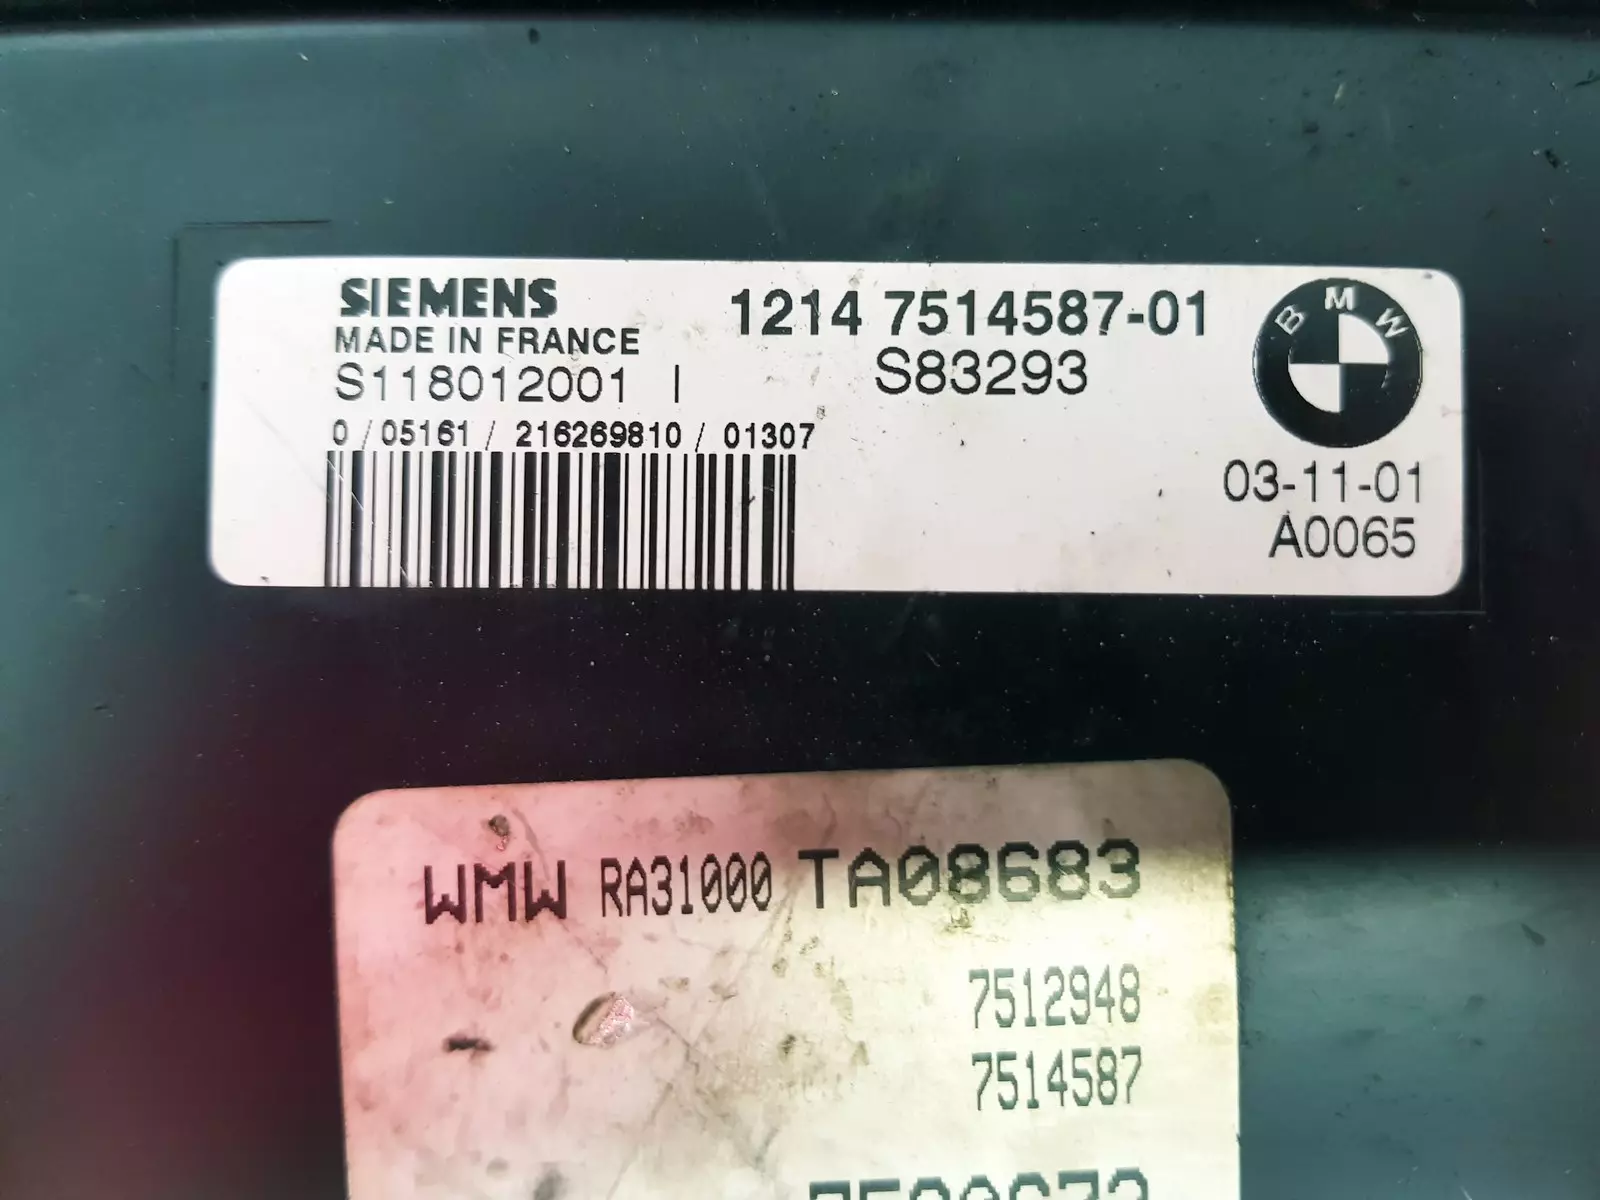 SIEMENS
MADE IN FRANCE
S118012001 |
0 / 05161 / 216269810 / 01307
1214 7514587-01
S83293
BMW
03-11-01
A0065
WMW RA31000 TA08683
7512948
7514587